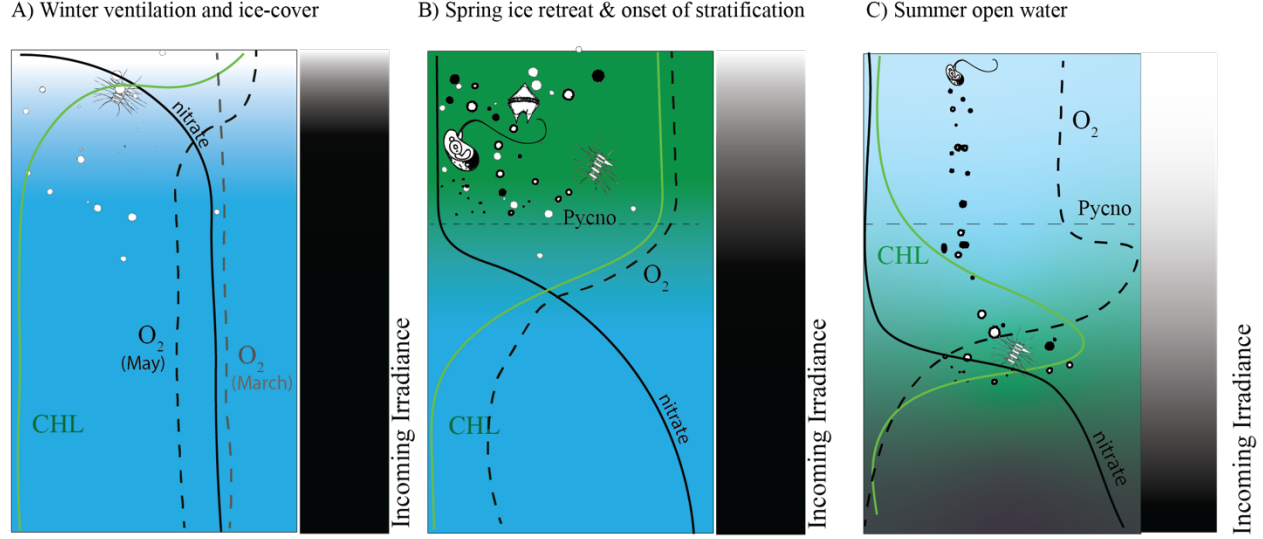 A) Winter ventilation and ice-cover
nitrate
O2
(May)
O2
(March)
CHL
Incoming Irradiance
B) Spring ice retreat & onset of stratification
Pycno
O2
CHL
nitrate
Incoming Irradiance
C) Summer open water
O2
Pycno
CHL
nitrate
Incoming Irradiance